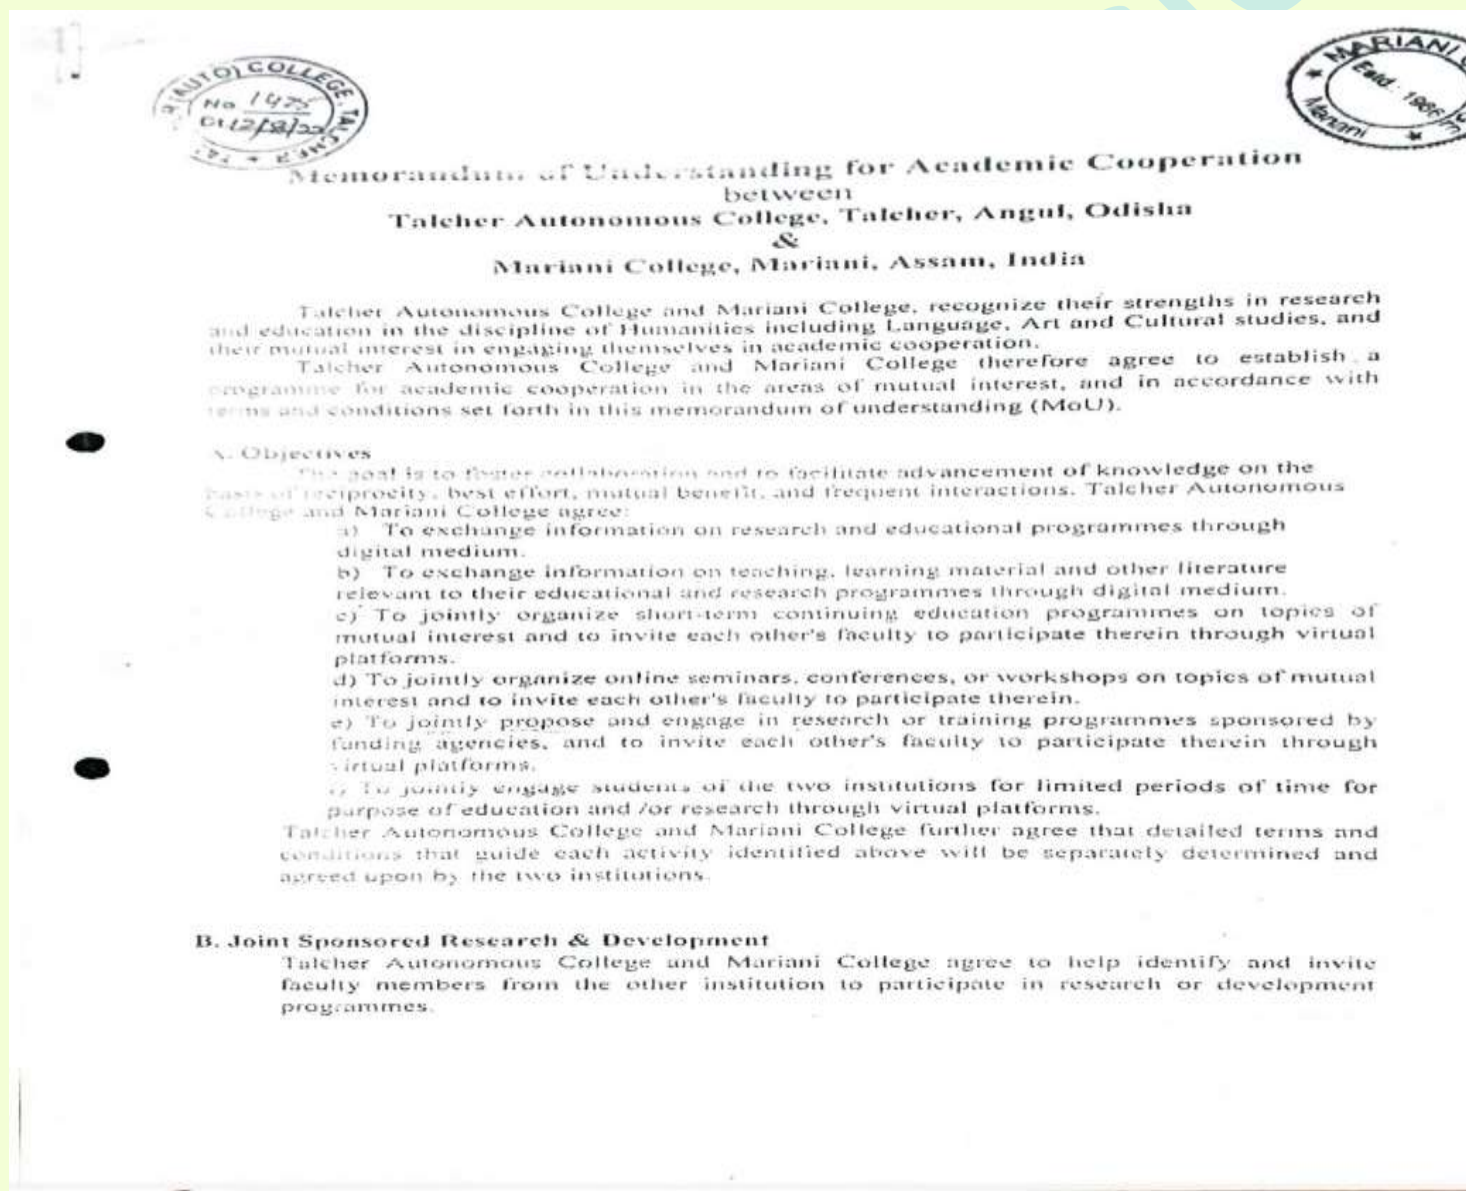 (AUTO) COLLEGE, TALCHER
No 1475
Dt 12/08/22
MARIANI
Estd. 1966
Mariani
Memorandum of Understanding for Academic Cooperation
between
Talcher Autonomous College, Talcher, Angul, Odisha
&
Mariani College, Mariani, Assam, India
Talcher Autonomous College and Mariani College, recognize their strengths in research
and education in the discipline of Humanities including Language, Art and Cultural studies, and
their mutual interest in engaging themselves in academic cooperation.
Talcher Autonomous College and Mariani College therefore agree to establish a
programme for academic cooperation in the areas of mutual interest, and in accordance with
terms and conditions set forth in this memorandum of understanding (MoU).
A. Objectives
The goal is to foster collaboration and to facilitate advancement of knowledge on the
basis of reciprocity, best effort, mutual benefit, and frequent interactions. Talcher Autonomous
College and Mariani College agree:
a) To exchange information on research and educational programmes through
digital medium.
b) To exchange information on teaching, learning material and other literature
relevant to their educational and research programmes through digital medium.
c) To jointly organize short-term continuing education programmes on topics of
mutual interest and to invite each other's faculty to participate therein through virtual
platforms.
d) To jointly organize online seminars, conferences, or workshops on topics of mutual
interest and to invite each other's faculty to participate therein.
e) To jointly propose and engage in research or training programmes sponsored by
funding agencies, and to invite each other's faculty to participate therein through
virtual platforms.
f) To jointly engage students of the two institutions for limited periods of time for
purpose of education and /or research through virtual platforms.
Talcher Autonomous College and Mariani College further agree that detailed terms and
conditions that guide each activity identified above will be separately determined and
agreed upon by the two institutions.
B. Joint Sponsored Research & Development
Talcher Autonomous College and Mariani College agree to help identify and invite
faculty members from the other institution to participate in research or development
programmes.